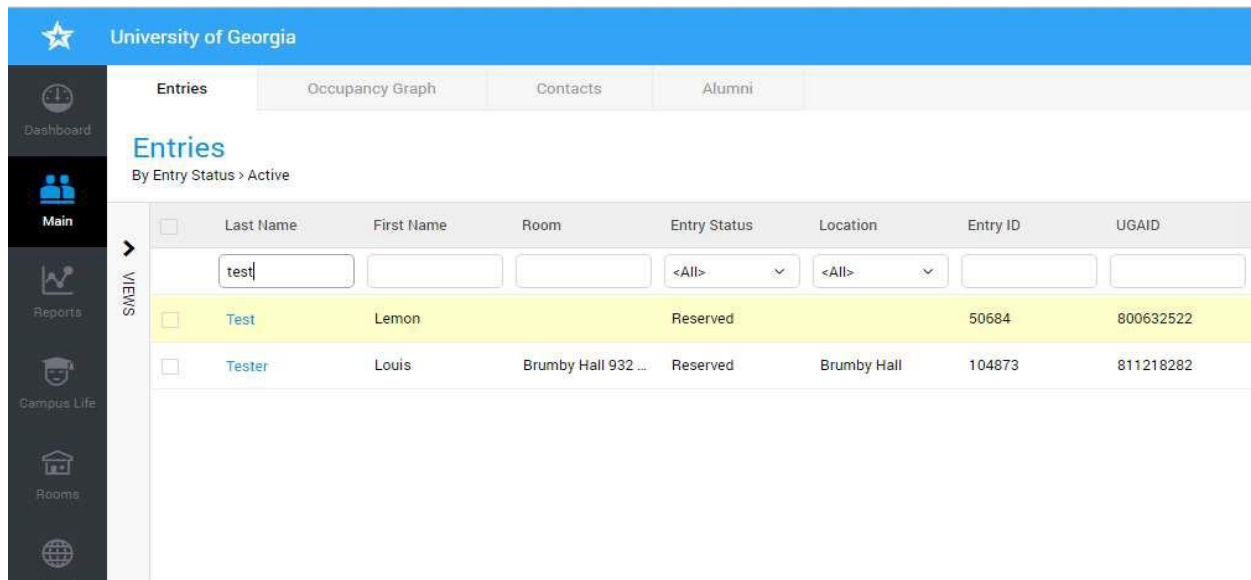 University of Georgia
Entries Occupancy Graph Contacts Alumni
Dashboard
Entries
By Entry Status > Active
Main
Last Name First Name Room Entry Status Location Entry ID UGAID
VIEWS
test <All> <All>
Reports
Test Lemon Reserved 50684 800632522
Tester Louis Brumby Hall 932 ... Reserved Brumby Hall 104873 811218282
Campus Life
Rooms